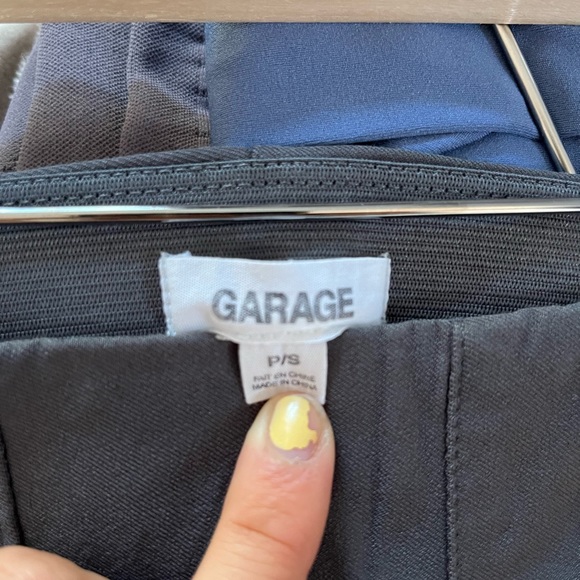 GARAGE
P/S
FAIT EN CHINE
MADE IN CHINA